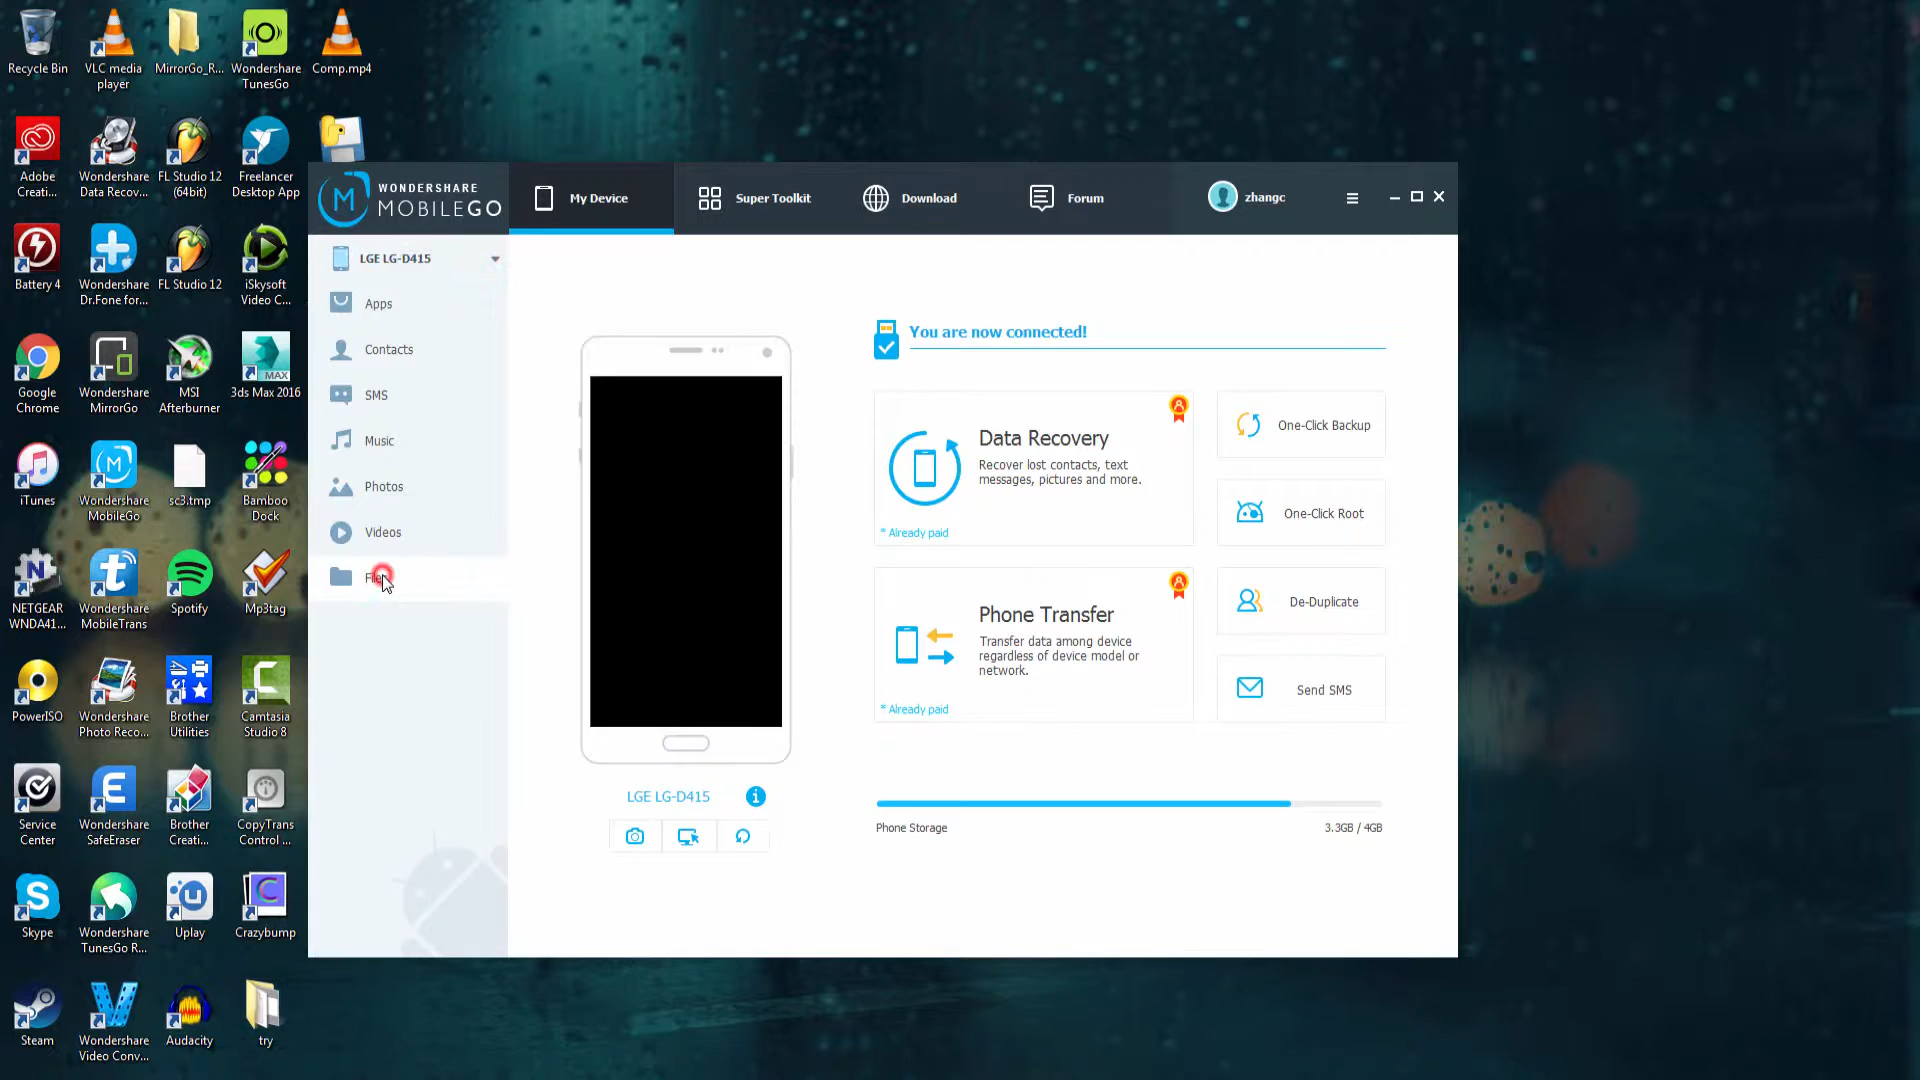 Recycle Bin
VLC media
player
MirrorGo_R...
Wondershare
TunesGo
Comp.mp4
Adobe
Creati...
Wondershare
Data Recov...
FL Studio 12
(64bit)
Freelancer
Desktop App
Battery 4
Wondershare
Dr.Fone for...
FL Studio 12
iSkysoft
Video C...
Google
Chrome
Wondershare
MirrorGo
MSI
Afterburner
MAX
3ds Max 2016
iTunes
Wondershare
MobileGo
sc3.tmp
Bamboo
Dock
NETGEAR
WNDA41...
Wondershare
MobileTrans
Spotify
Mp3tag
PowerISO
Wondershare
Photo Reco...
Brother
Utilities
Camtasia
Studio 8
Service
Center
Wondershare
SafeEraser
Brother
Creati...
CopyTrans
Control ...
Skype
Wondershare
TunesGo R...
Uplay
Crazybump
Steam
Wondershare
Video Conv...
Audacity
try
WONDERSHARE
MOBILEGO
My Device
Super Toolkit
Download
Forum
zhangc
LGE LG-D415
Apps
Contacts
SMS
Music
Photos
Videos
LGE LG-D415
You are now connected!
Data Recovery
Recover lost contacts, text
messages, pictures and more.
* Already paid
Phone Transfer
Transfer data among device
regardless of device model or
network.
* Already paid
One-Click Backup
One-Click Root
De-Duplicate
Send SMS
Phone Storage
3.3GB / 4GB